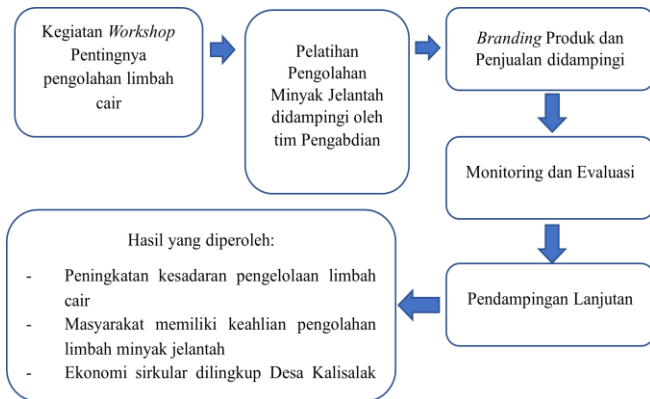 Kegiatan Workshop
Pentingnya
pengolahan limbah
cair
Pelatihan
Pengolahan
Minyak Jelantah
didampingi oleh
tim Pengabdian
Branding Produk dan
Penjualan didampingi
Monitoring dan Evaluasi
Pendampingan Lanjutan
Hasil yang diperoleh:
- Peningkatan kesadaran pengelolaan limbah
cair
- Masyarakat memiliki keahlian pengolahan
limbah minyak jelantah
- Ekonomi sirkular dilingkup Desa Kalisalak